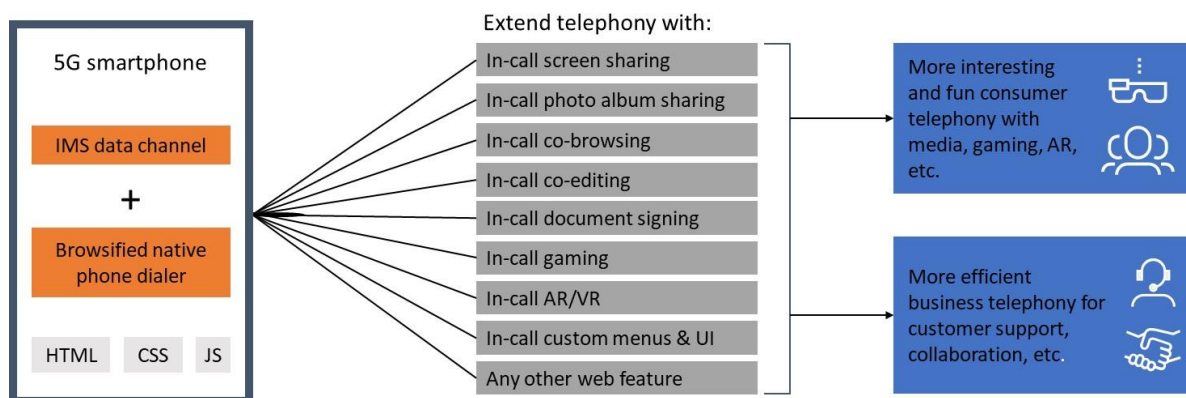 Extend telephony with:
5G smartphone
IMS data channel
+
Browsified native
phone dialer
HTML
CSS
JS
In-call screen sharing
In-call photo album sharing
In-call co-browsing
In-call co-editing
In-call document signing
In-call gaming
In-call AR/VR
In-call custom menus & UI
Any other web feature
More interesting
and fun consumer
telephony with
media, gaming, AR,
etc.
More efficient
business telephony for
customer support,
collaboration, etc.